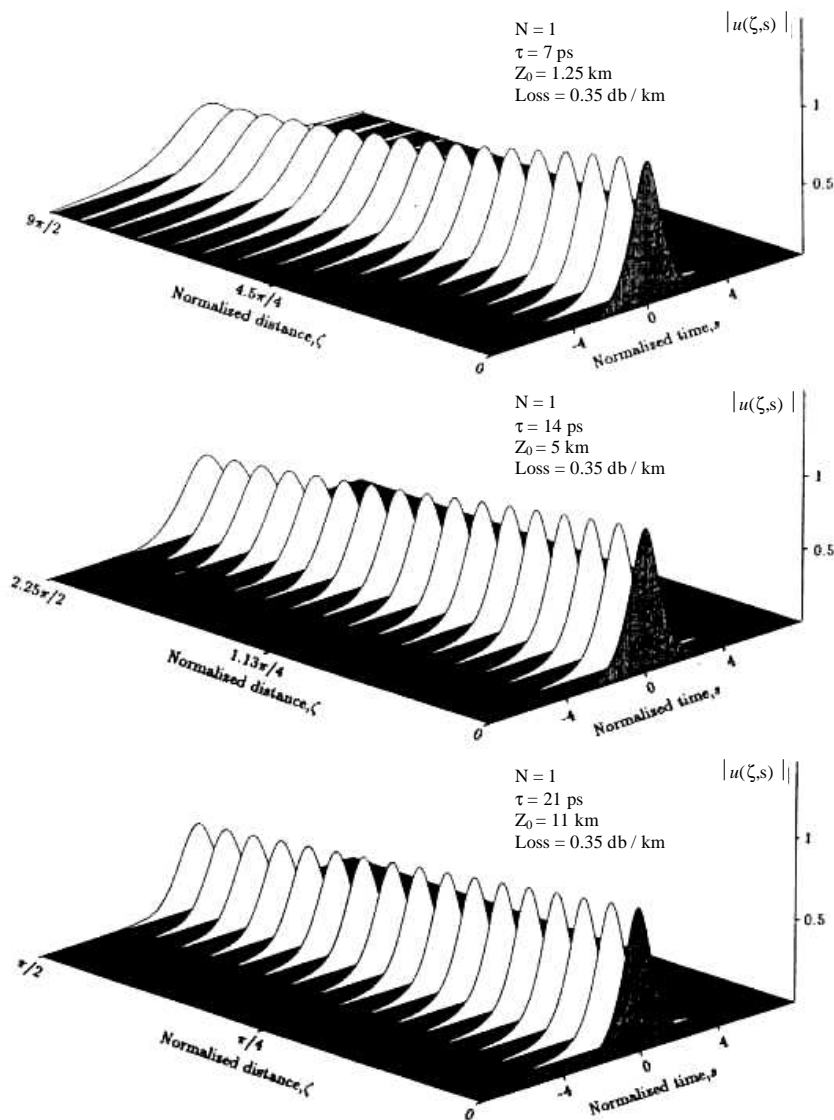 N = 1
τ = 7 ps
Z₀ = 1.25 km
Loss = 0.35 db / km
|u(ζ,s)|
1
0.5
9π/2
4.5π/4
0
Normalized distance,ζ
-4
0
4
Normalized time,s
N = 1
τ = 14 ps
Z₀ = 5 km
Loss = 0.35 db / km
|u(ζ,s)|
1
0.5
2.25π/2
1.13π/4
0
Normalized distance,ζ
-4
0
4
Normalized time,s
N = 1
τ = 21 ps
Z₀ = 11 km
Loss = 0.35 db / km
|u(ζ,s)|
1
0.5
π/2
π/4
0
Normalized distance,ζ
-4
0
4
Normalized time,s